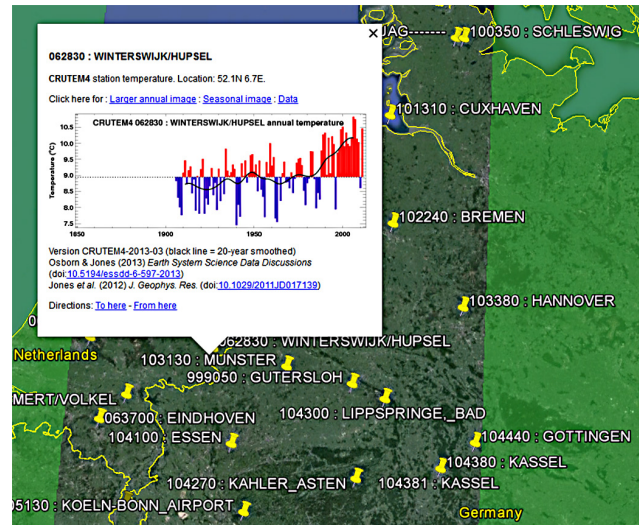 062830 : WINTERSWIJK/HUPSEL
CRUTEM4 station temperature. Location: 52.1N 6.7E.
Click here for : Larger annual image : Seasonal image : Data
CRUTEM4 062830 : WINTERSWIJK/HUPSEL annual temperature
Temperature (°C)
10.5
10.0
9.5
9.0
8.5
8.0
7.5
1850
1900
1950
2000
Version CRUTEM4-2013-03 (black line = 20-year smoothed)
Osborn & Jones (2013) Earth System Science Data Discussions
(doi:10.5194/essd-6-597-2013)
Jones et al. (2012) J. Geophys. Res. (doi:10.1029/2011JD017139)
Directions: To here - From here
JAG-------
100350 : SCHLESWIG
101310 : CUXHAVEN
102240 : BREMEN
103380 : HANNOVER
062830 : WINTERSWIJK/HUPSEL
Netherlands
103130 : MUNSTER
999050 : GUTERSLOH
MERT/VOLKEL
063700 : EINDHOVEN
104300 : LIPPSPRINGE,_BAD
104100 : ESSEN
104440 : GOTTINGEN
104380 : KASSEL
104270 : KAHLER_ASTEN
104381 : KASSEL
05130 : KOELN-BONN_AIRPORT
Germany